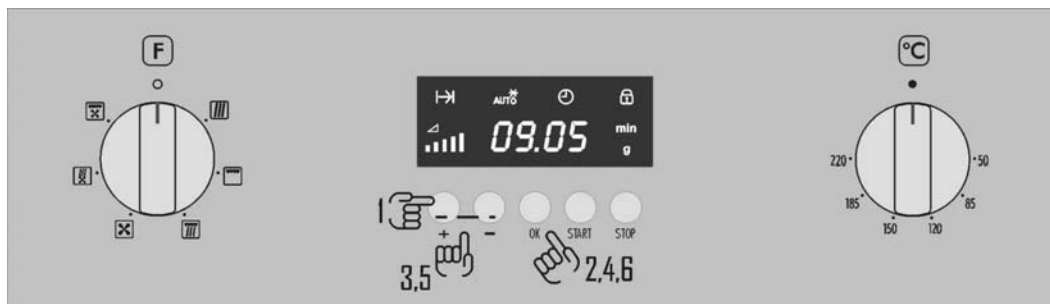 F
°C
AUTO
09.05
min
g
220
50
185
85
150
120
1
+ - OK START STOP
3,5
2,4,6